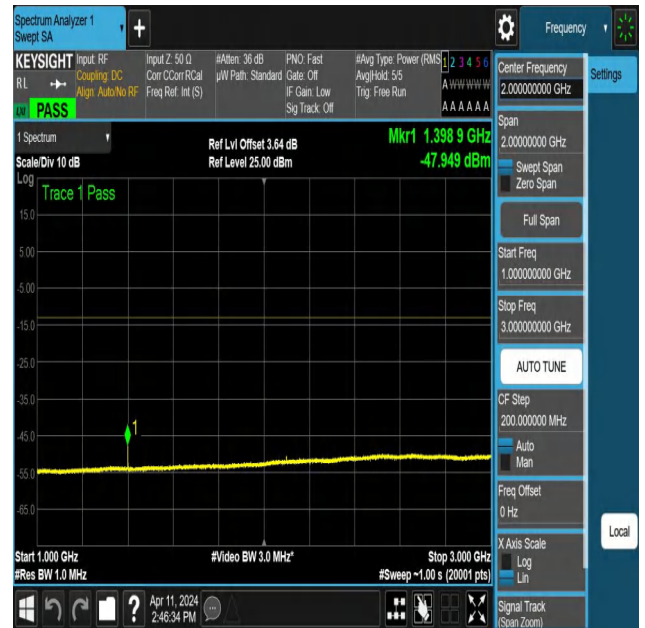 Spectrum Analyzer 1
Swept SA
+
Frequency
KEYSIGHT
RL
LXI
PASS
Input: RF
Coupling: DC
Align: Auto/No RF
Input Z: 50 Ω
Corr CCorr RCal
Freq Ref: Int (S)
#Atten: 36 dB
µW Path: Standard
PNO: Fast
Gate: Off
IF Gain: Low
Sig Track: Off
#Avg Type: Power (RMS
Avg|Hold: 5/5
Trig: Free Run
1 2 3 4 5 6
A W W W W W
A A A A A A
1 Spectrum
Scale/Div 10 dB
Ref Lvl Offset 3.64 dB
Ref Level 25.00 dBm
Mkr1 1.398 9 GHz
-47.949 dBm
Log
Trace 1 Pass
15.0
5.00
-5.00
-15.0
-25.0
-35.0
-45.0
1
-55.0
-65.0
Start 1.000 GHz
#Res BW 1.0 MHz
#Video BW 3.0 MHz*
Stop 3.000 GHz
#Sweep ~1.00 s (20001 pts)
Center Frequency
2.000000000 GHz
Settings
Span
2.00000000 GHz
Swept Span
Zero Span
Full Span
Start Freq
1.000000000 GHz
Stop Freq
3.000000000 GHz
AUTO TUNE
CF Step
200.000000 MHz
Auto
Man
Freq Offset
0 Hz
X Axis Scale
Log
Lin
Local
Signal Track
(Span Zoom)
?
Apr 11, 2024
2:46:34 PM